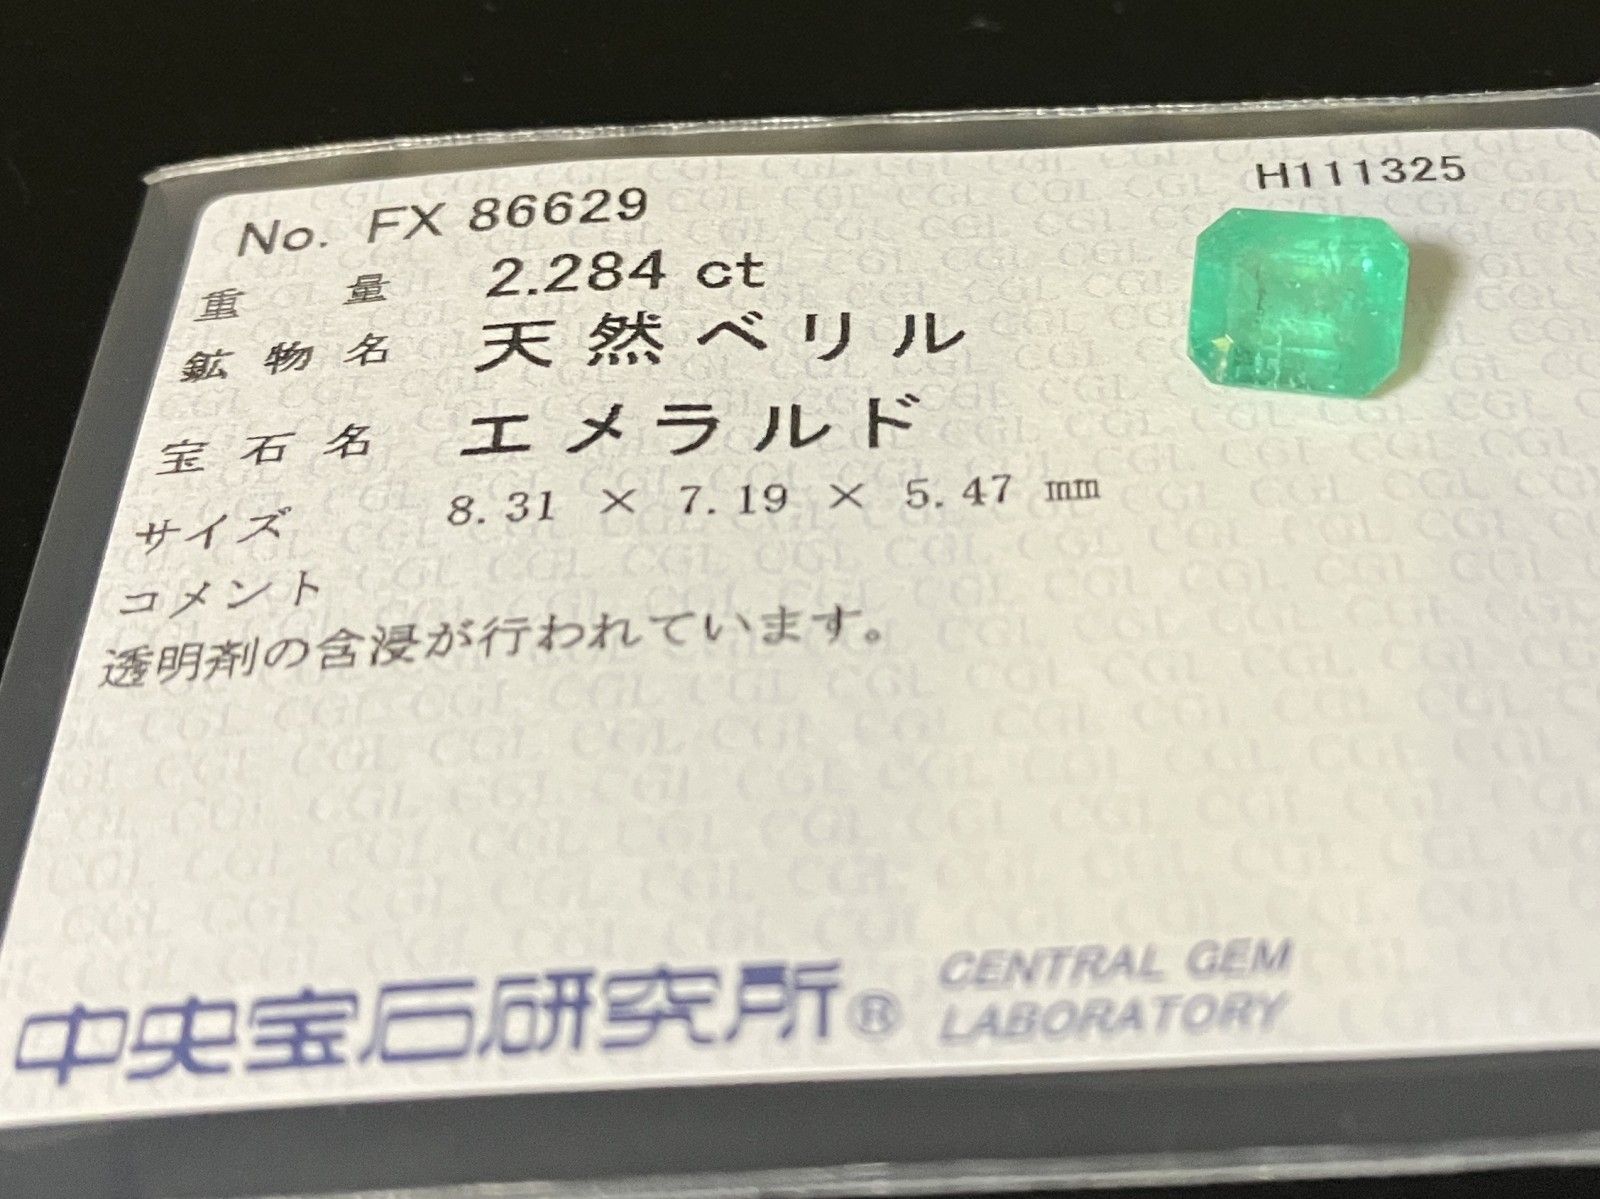 H111325
No. FX 86629
重量 2.284 ct
鉱物名 天然ベリル
宝石名 エメラルド
サイズ 8.31 × 7.19 × 5.47 mm
コメント
透明剤の含浸が行われています。
中央宝石研究所® CENTRAL GEM
LABORATORY